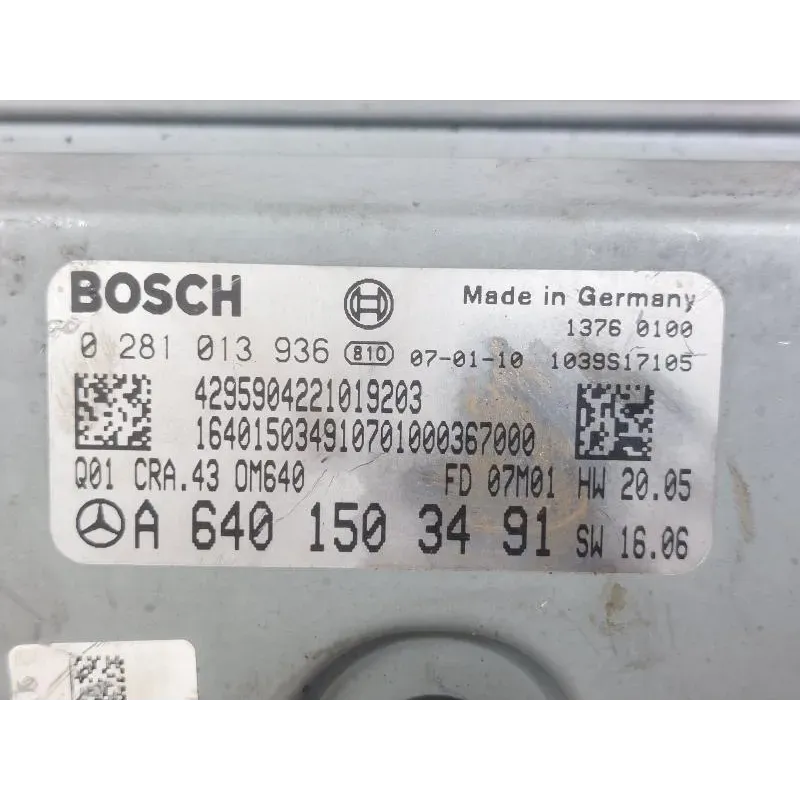 BOSCH Made in Germany
1376 0100
0 281 013 936 810 07-01-10 1039S17105
4295904221019203
164015034910701000367000
Q01 CRA.43 OM640 FD 07M01 HW 20.05
A 640 150 34 91 SW 16.06